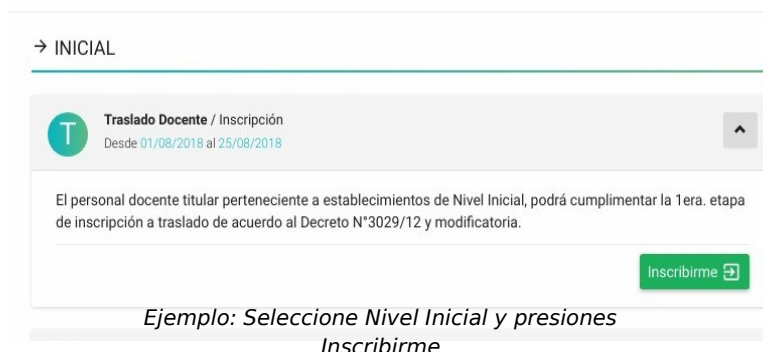 → INICIAL
T
Traslado Docente / Inscripción
Desde 01/08/2018 al 25/08/2018
El personal docente titular perteneciente a establecimientos de Nivel Inicial, podrá cumplimentar la 1era. etapa
de inscripción a traslado de acuerdo al Decreto N°3029/12 y modificatoria.
Inscribirme
Ejemplo: Seleccione Nivel Inicial y presiones
Inscribirme